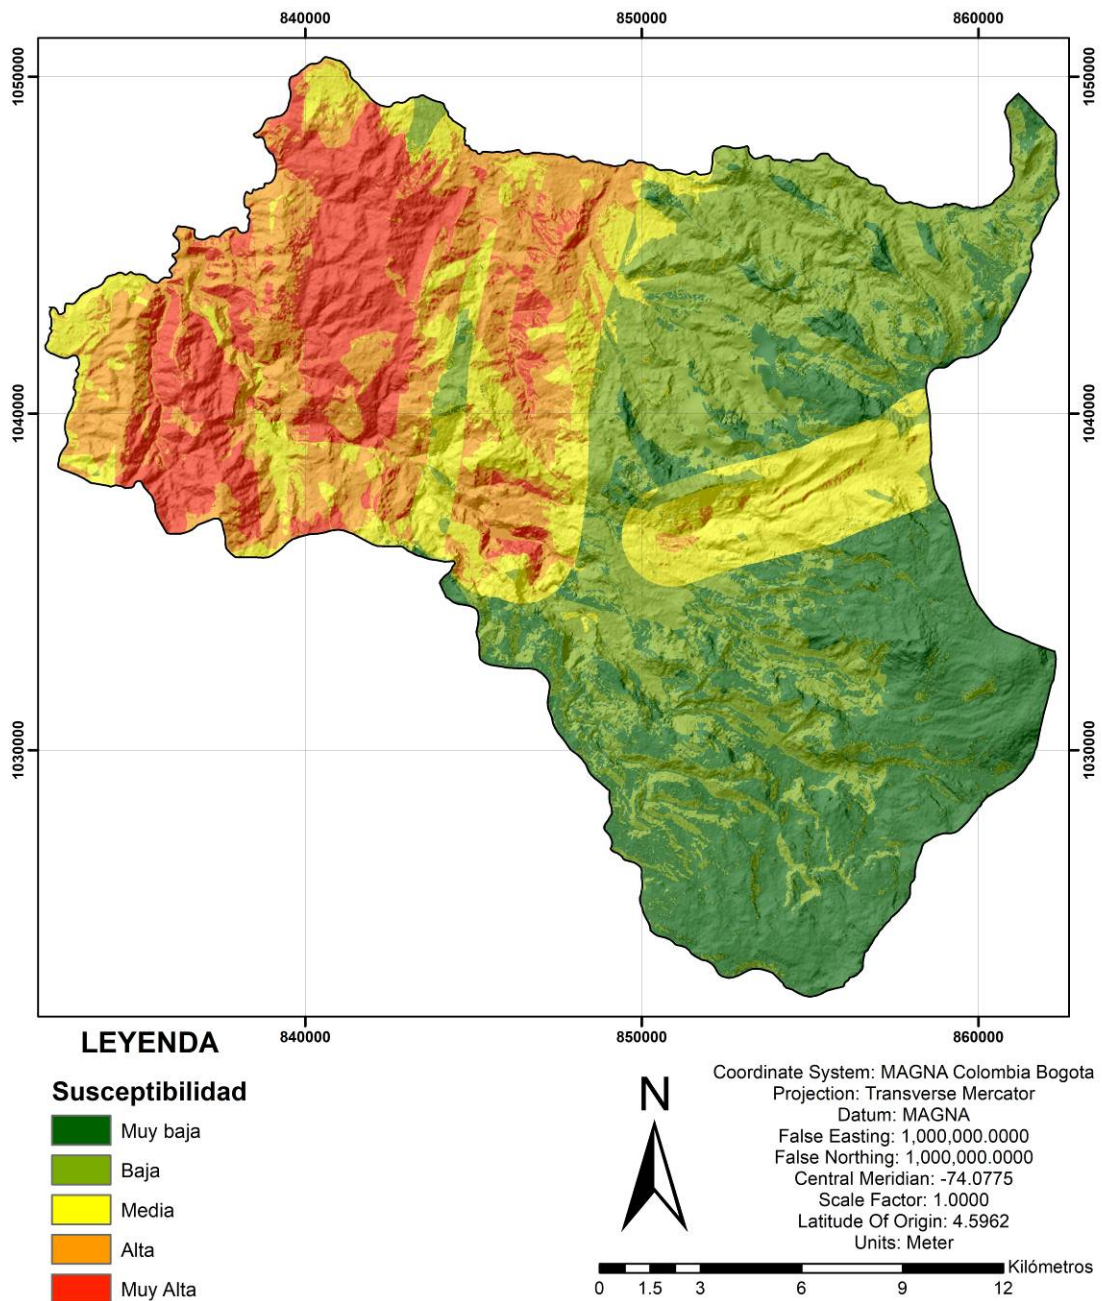 840000 850000 860000
1050000 1050000
1040000 1040000
1030000 1030000
840000 850000 860000
LEYENDA
Susceptibilidad
Muy baja
Baja
Media
Alta
Muy Alta
N
Coordinate System: MAGNA Colombia Bogota
Projection: Transverse Mercator
Datum: MAGNA
False Easting: 1,000,000.0000
False Northing: 1,000,000.0000
Central Meridian: -74.0775
Scale Factor: 1.0000
Latitude Of Origin: 4.5962
Units: Meter
Kilómetros
0 1.5 3 6 9 12